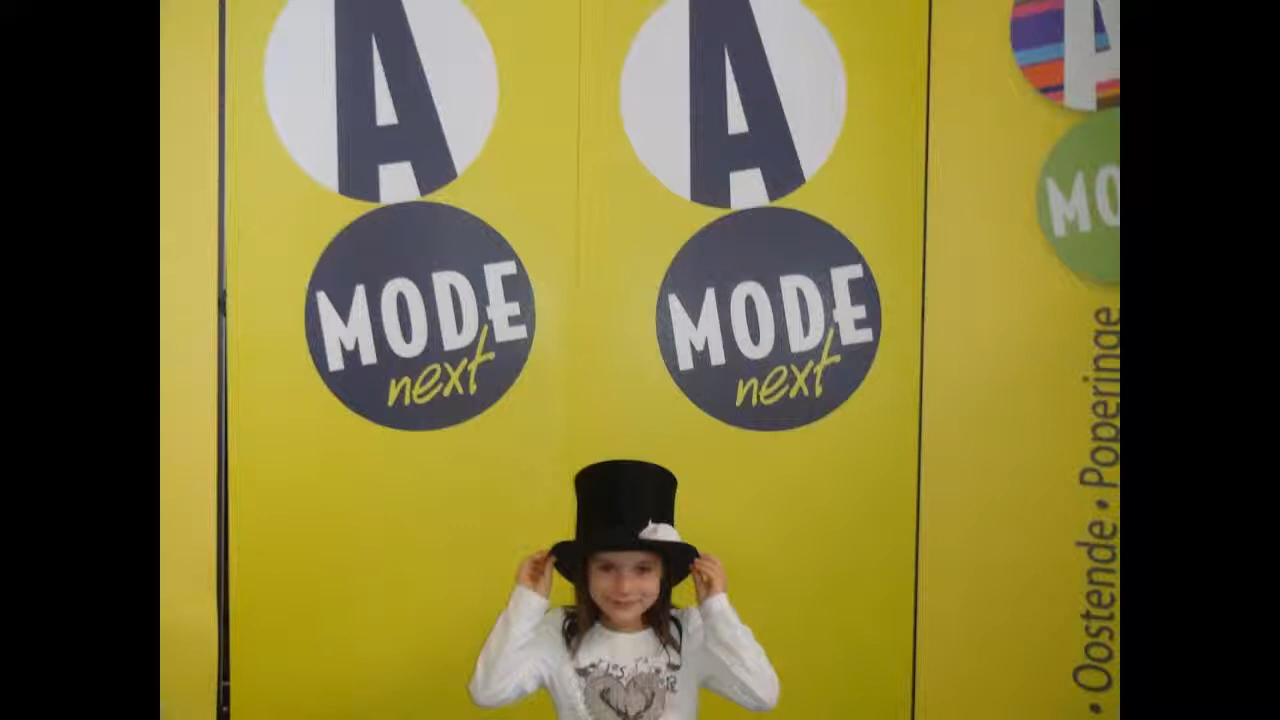 A
MODE
next
A
MODE
next
A
MO
• Oostende • Poperinge